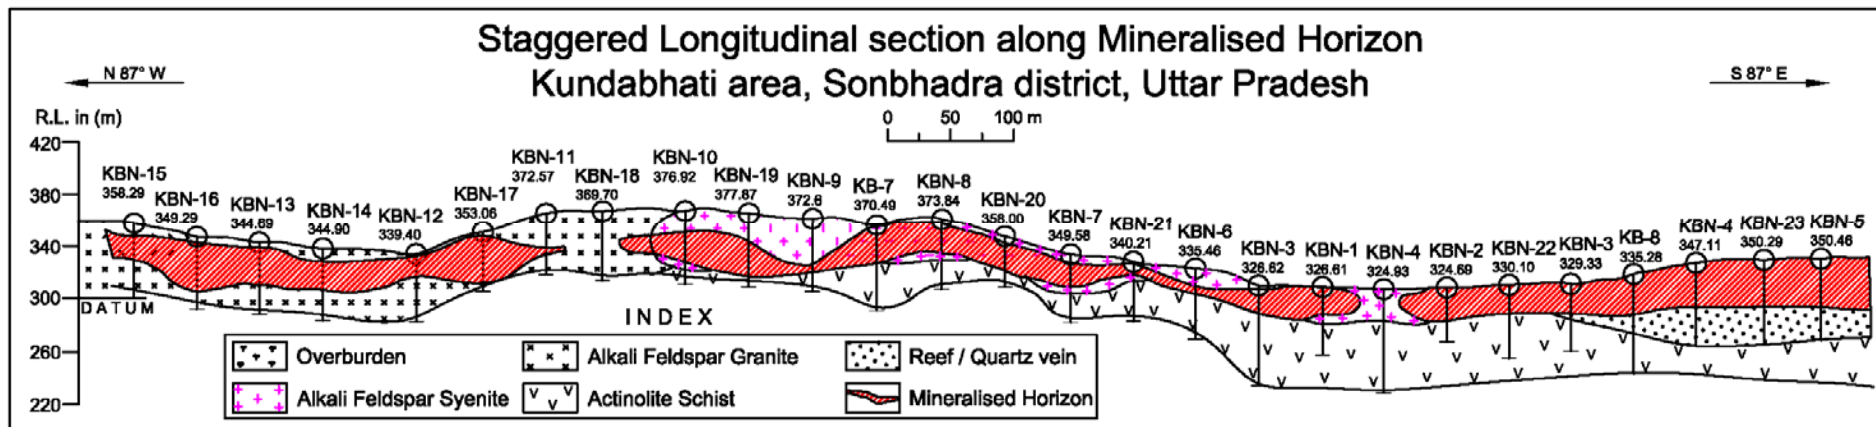 Staggered Longitudinal section along Mineralised Horizon
Kundabhati area, Sonbhadra district, Uttar Pradesh
N 87° W
S 87° E
0 50 100 m
R.L. in (m)
420
380
340
300
260
220
DATUM
KBN-15
358.29
KBN-16
349.29
KBN-13
344.69
KBN-14
344.90
KBN-12
339.40
KBN-17
353.06
KBN-11
372.57
KBN-18
369.70
KBN-10
376.92
KBN-19
377.87
KBN-9
372.6
KB-7
370.49
KBN-8
373.84
KBN-20
358.00
KBN-7
349.58
KBN-21
340.21
KBN-6
335.46
KBN-3
326.62
KBN-1
326.61
KBN-4
324.93
KBN-2
324.69
KBN-22
330.10
KBN-3
329.33
KB-8
335.28
KBN-4
347.11
KBN-23
350.29
KBN-5
350.46
INDEX
Overburden
Alkali Feldspar Granite
Reef / Quartz vein
Alkali Feldspar Syenite
Actinolite Schist
Mineralised Horizon